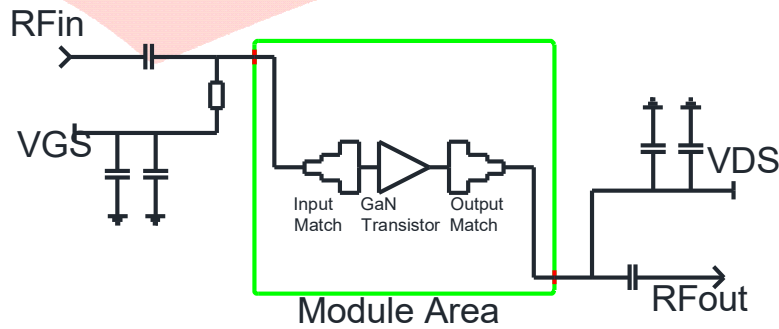 RFin
VGS
VDS
Input
Match
GaN
Transistor
Output
Match
RFout
Module Area